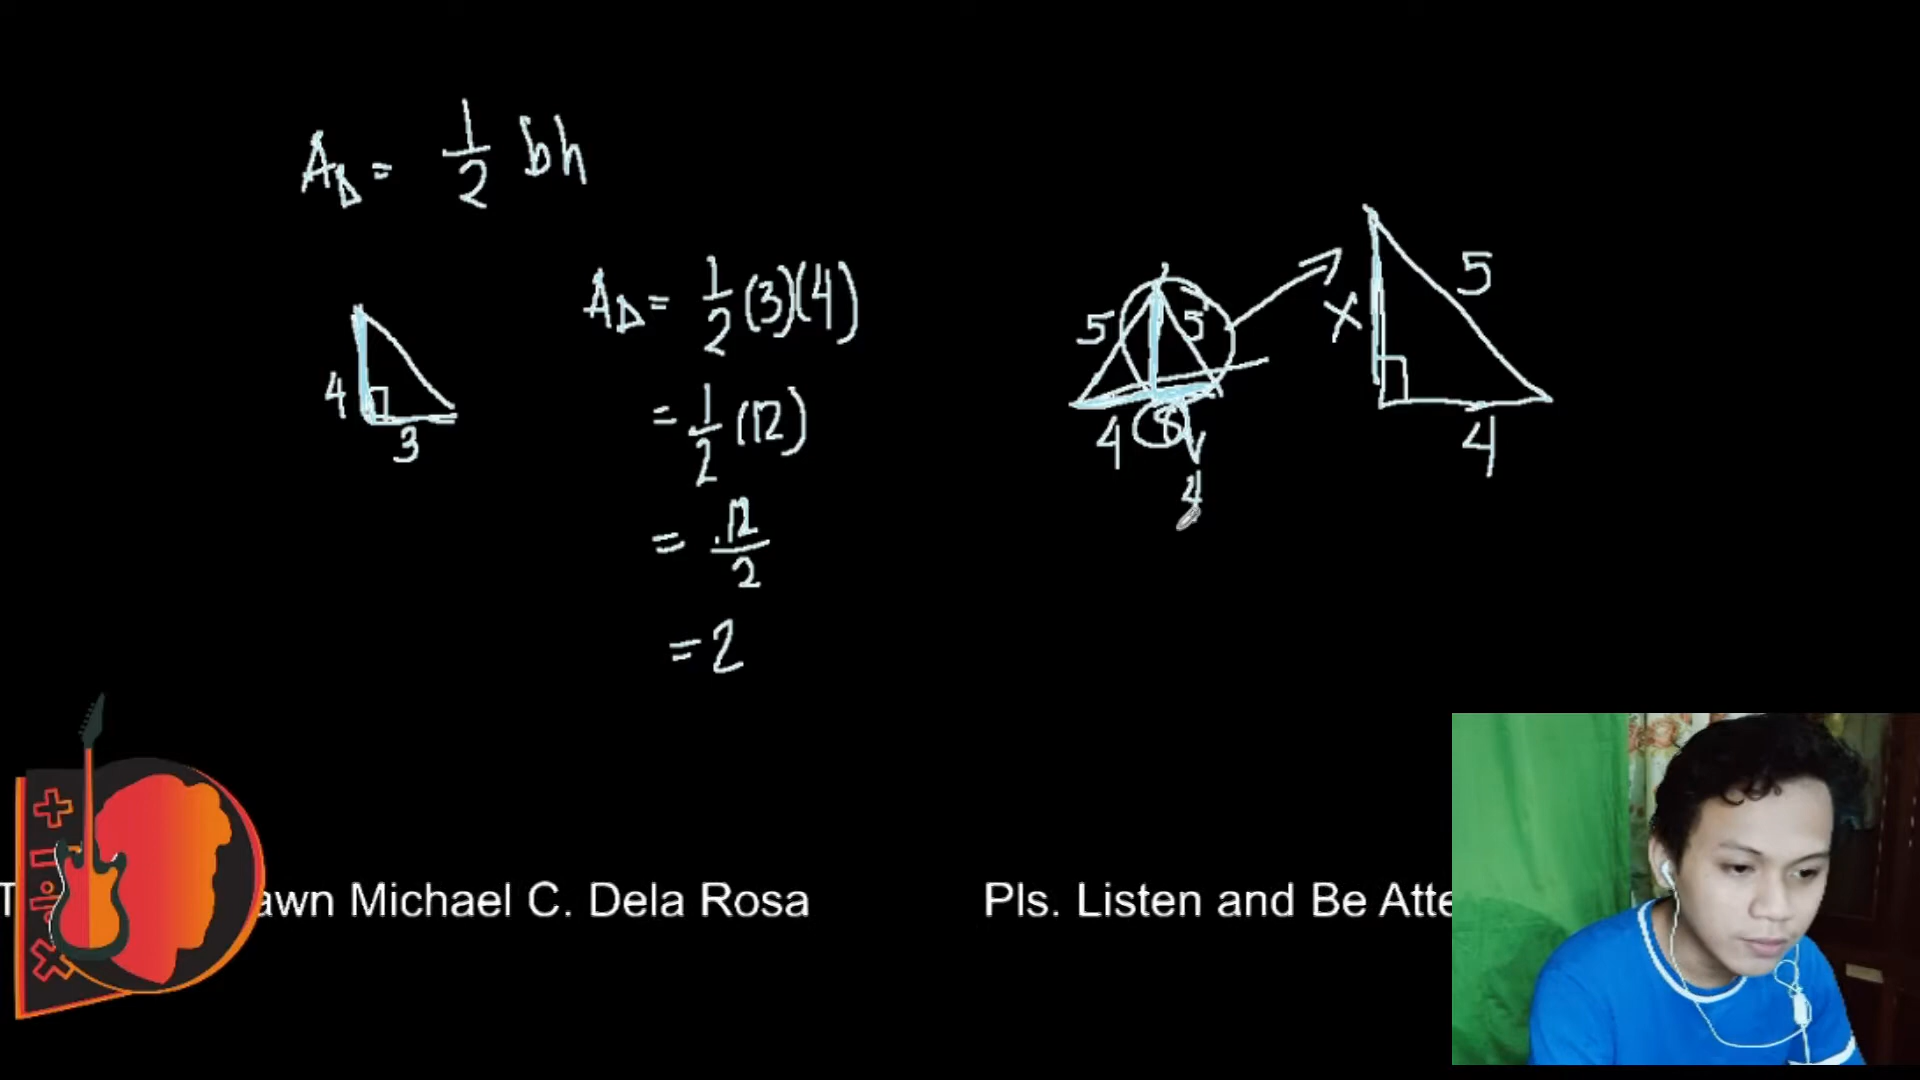 A△ = 1/2 bh
A△ = 1/2 (3)(4)
= 1/2 (12)
= 12/2
= 2
4
3
5
5
4
8
4
X
5
4
awn Michael C. Dela Rosa
Pls. Listen and Be Atte